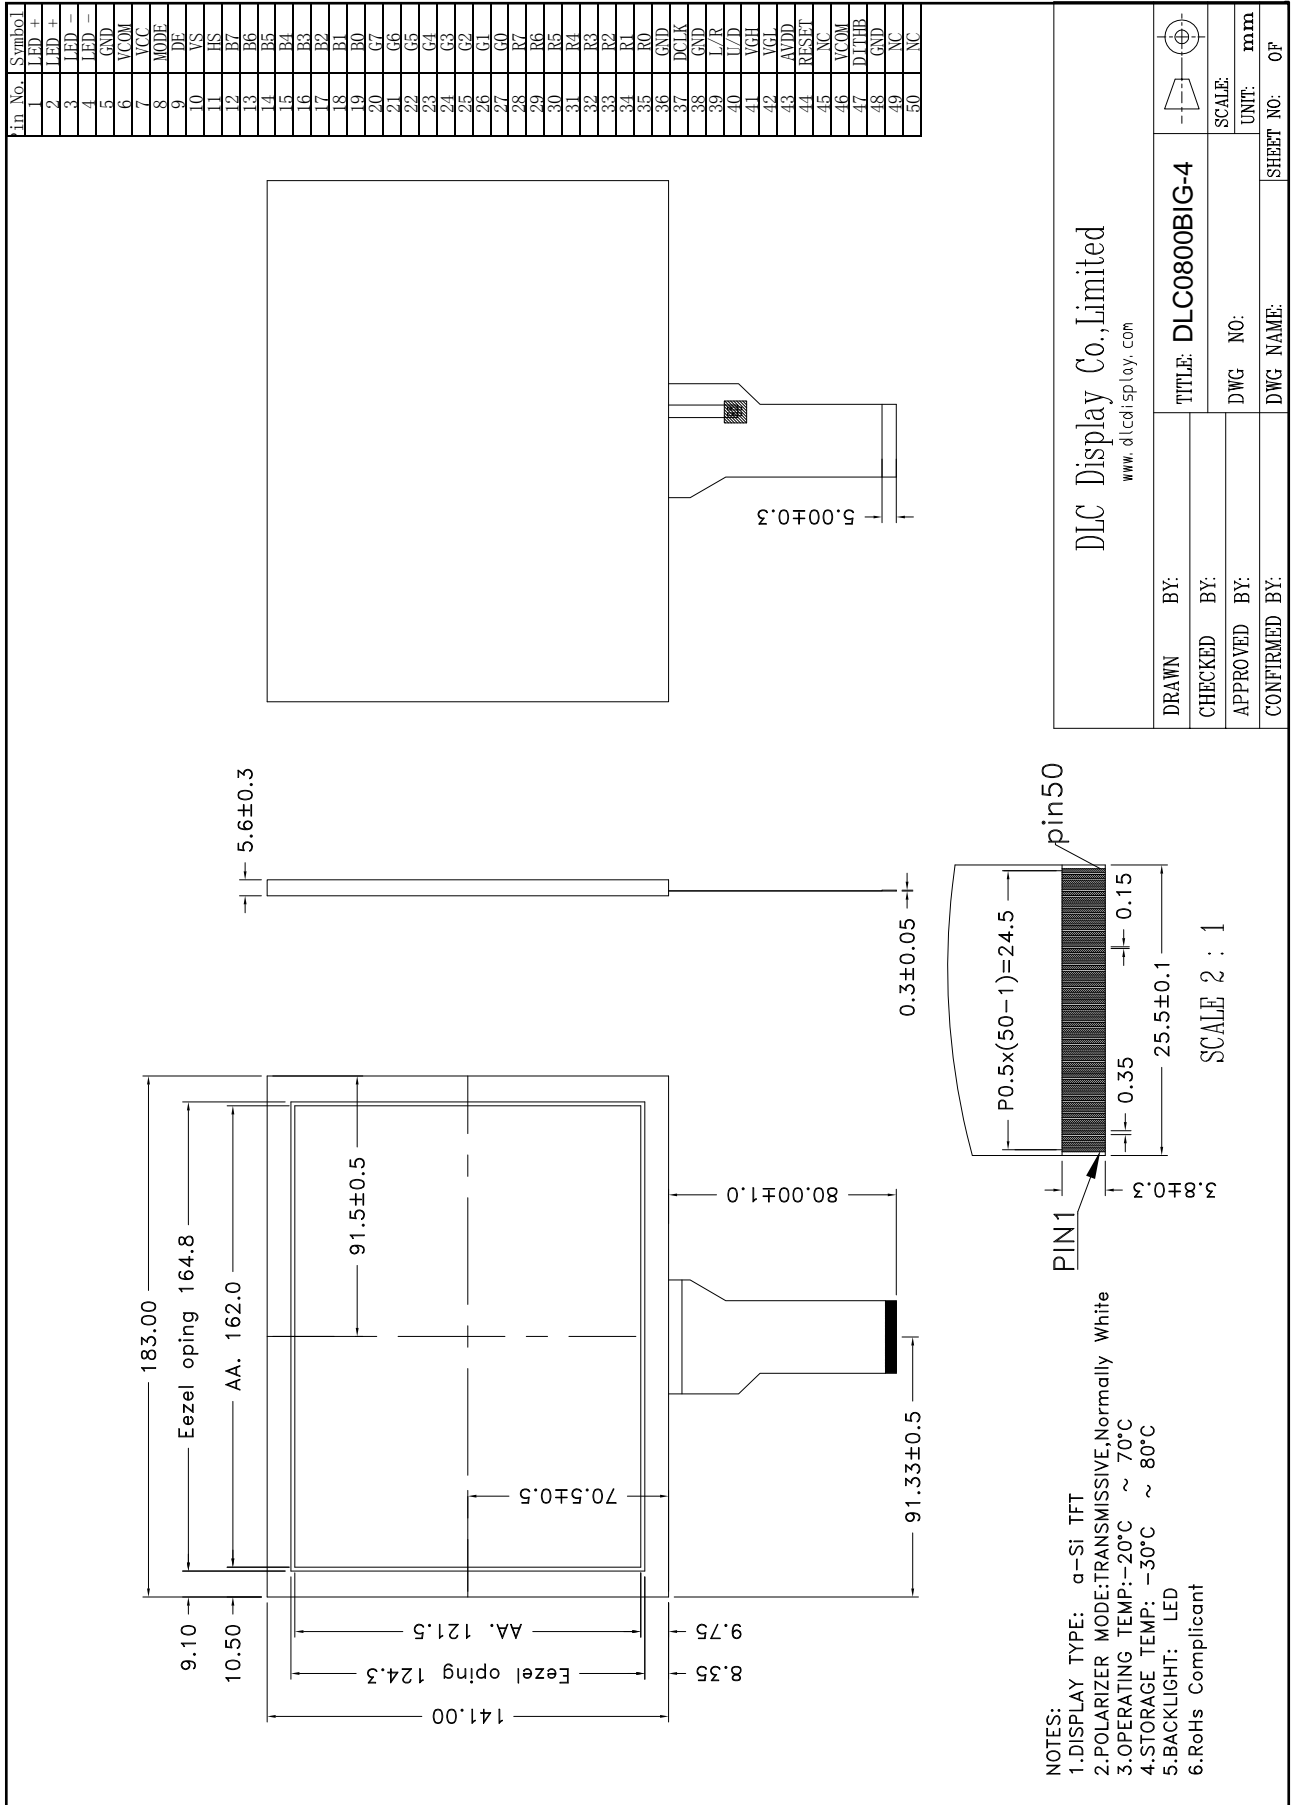 Pin No. Symbol
1 LED +
2 LED +
3 LED -
4 LED -
5 GND
6 VCOM
7 VCC
8 MODE
9 DE
10 VS
11 HS
12 B7
13 B6
14 B5
15 B4
16 B3
17 B2
18 B1
19 B0
20 G7
21 G6
22 G5
23 G4
24 G3
25 G2
26 G1
27 G0
28 R7
29 R6
30 R5
31 R4
32 R3
33 R2
34 R1
35 R0
36 GND
37 DCLK
38 GND
39 L/R
40 U/D
41 VGH
42 VGL
43 AVDD
44 RESET
45 NC
46 VCOM
47 DITHB
48 GND
49 NC
50 NC
183.00
9.10
Eezel oping 164.8
10.50
AA. 162.0
91.5±0.5
70.5±0.5
141.00
Eezel oping 124.3
8.35
AA. 121.5
9.75
80.00±1.0
91.33±0.5
5.6±0.3
0.3±0.05
5.00±0.3
P0.5x(50-1)=24.5
PIN1
pin50
0.35
0.15
25.5±0.1
3.8±0.3
SCALE 2 : 1
NOTES:
1.DISPLAY TYPE: a-Si TFT
2.POLARIZER MODE:TRANSMISSIVE,Normally White
3.OPERATING TEMP:-20°C ~ 70°C
4.STORAGE TEMP: -30°C ~ 80°C
5.BACKLIGHT: LED
6.RoHs Complicant
DLC Display Co.,Limited
www.dlcdisplay.com
DRAWN BY:
CHECKED BY:
APPROVED BY:
CONFIRMED BY:
TITLE: DLC0800BIG-4
DWG NO:
DWG NAME:
SCALE:
UNIT: mm
SHEET NO: OF